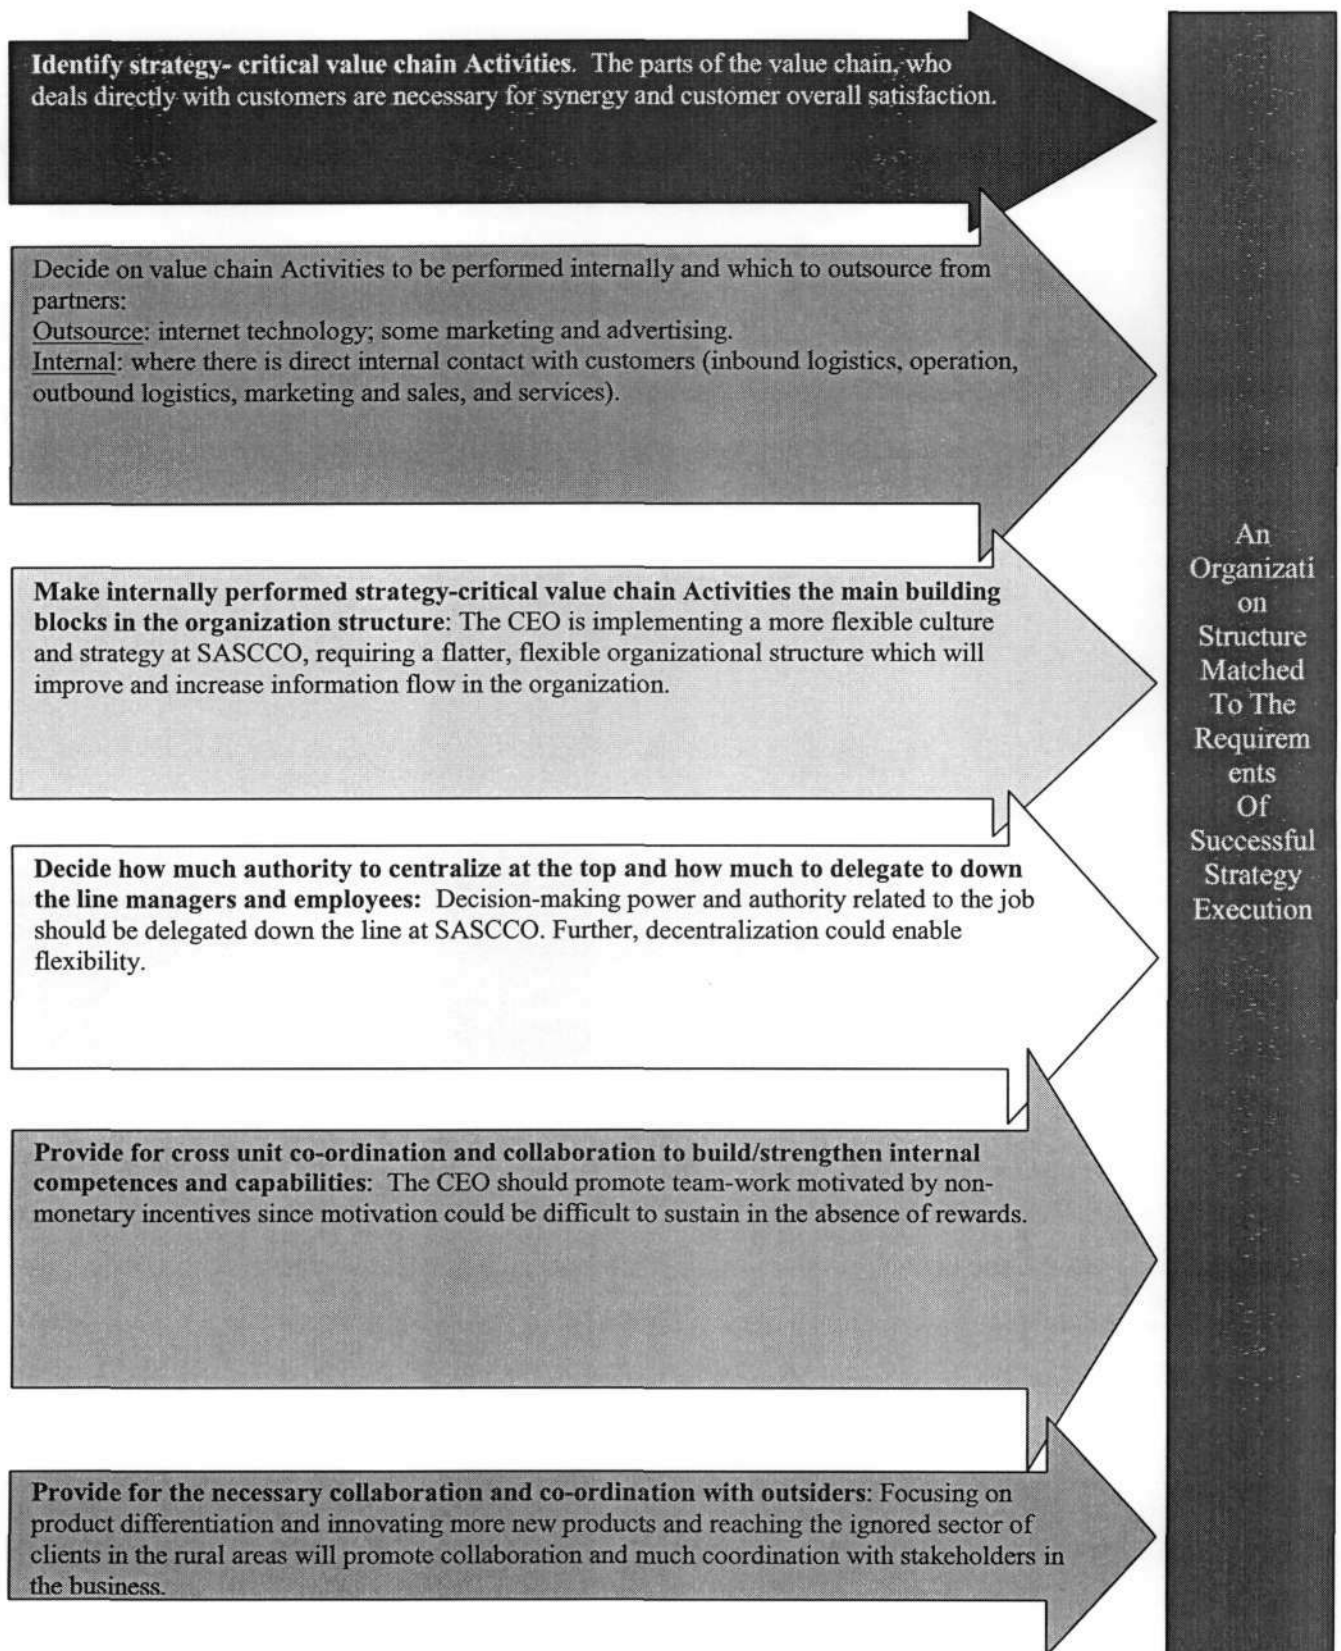 Identify strategy- critical value chain Activities. The parts of the value chain, who
deals directly with customers are necessary for synergy and customer overall satisfaction.
Decide on value chain Activities to be performed internally and which to outsource from
partners:
Outsource: internet technology; some marketing and advertising.
Internal: where there is direct internal contact with customers (inbound logistics, operation,
outbound logistics, marketing and sales, and services).
Make internally performed strategy-critical value chain Activities the main building
blocks in the organization structure: The CEO is implementing a more flexible culture
and strategy at SASCCO, requiring a flatter, flexible organizational structure which will
improve and increase information flow in the organization.
Decide how much authority to centralize at the top and how much to delegate to down
the line managers and employees: Decision-making power and authority related to the job
should be delegated down the line at SASCCO. Further, decentralization could enable
flexibility.
Provide for cross unit co-ordination and collaboration to build/strengthen internal
competences and capabilities: The CEO should promote team-work motivated by non-
monetary incentives since motivation could be difficult to sustain in the absence of rewards.
Provide for the necessary collaboration and co-ordination with outsiders: Focusing on
product differentiation and innovating more new products and reaching the ignored sector of
clients in the rural areas will promote collaboration and much coordination with stakeholders in
the business.
An
Organizati
on
Structure
Matched
To The
Requirem
ents
Of
Successful
Strategy
Execution